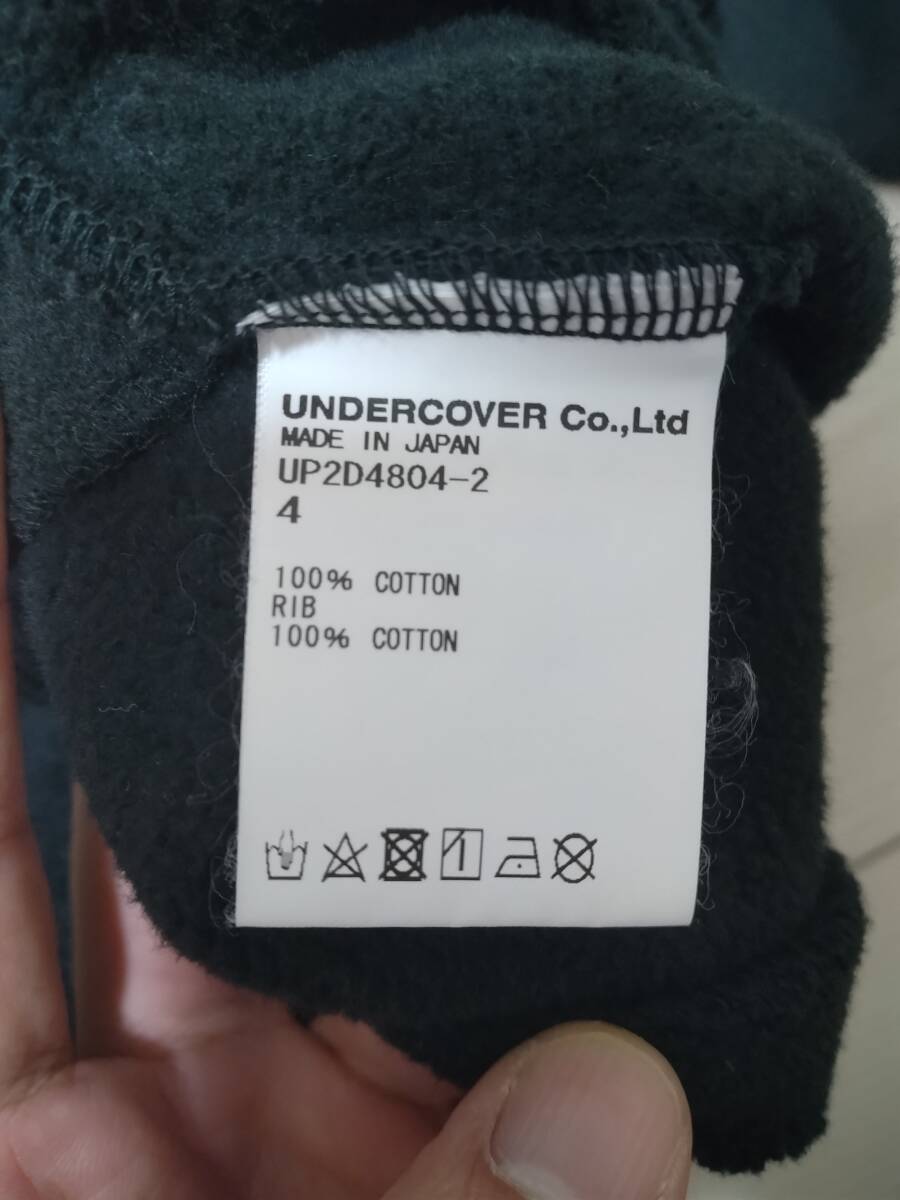 UNDERCOVER Co.,Ltd
MADE IN JAPAN
UP2D4804-2
4
100% COTTON
RIB
100% COTTON